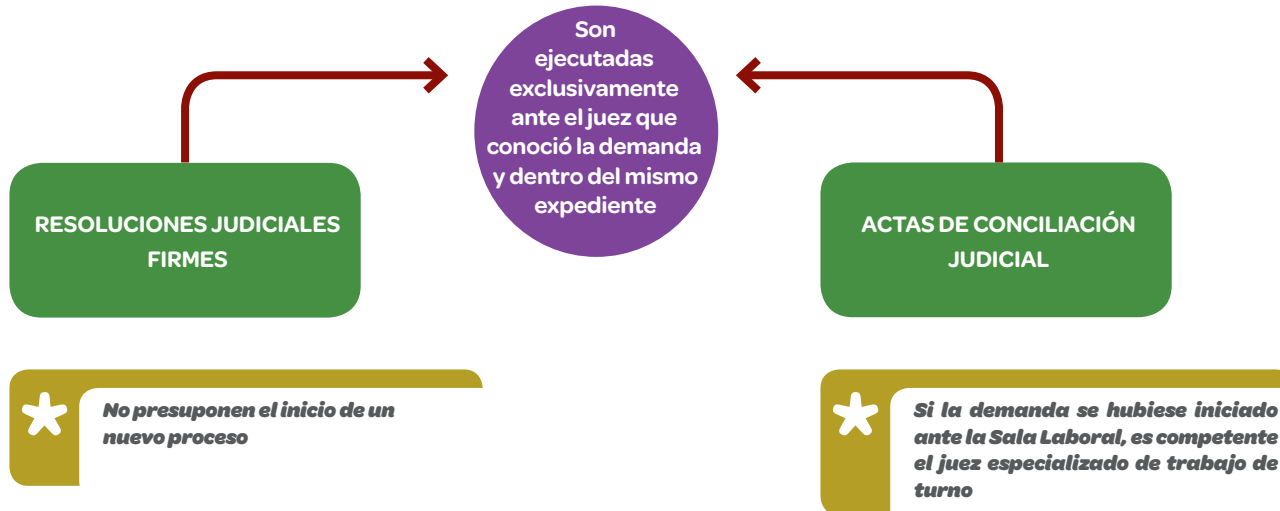 Son
ejecutadas
exclusivamente
ante el juez que
conoció la demanda
y dentro del mismo
expediente
RESOLUCIONES JUDICIALES
FIRMES
ACTAS DE CONCILIACIÓN
JUDICIAL
No presuponen el inicio de un
nuevo proceso
Si la demanda se hubiese iniciado
ante la Sala Laboral, es competente
el juez especializado de trabajo de
turno